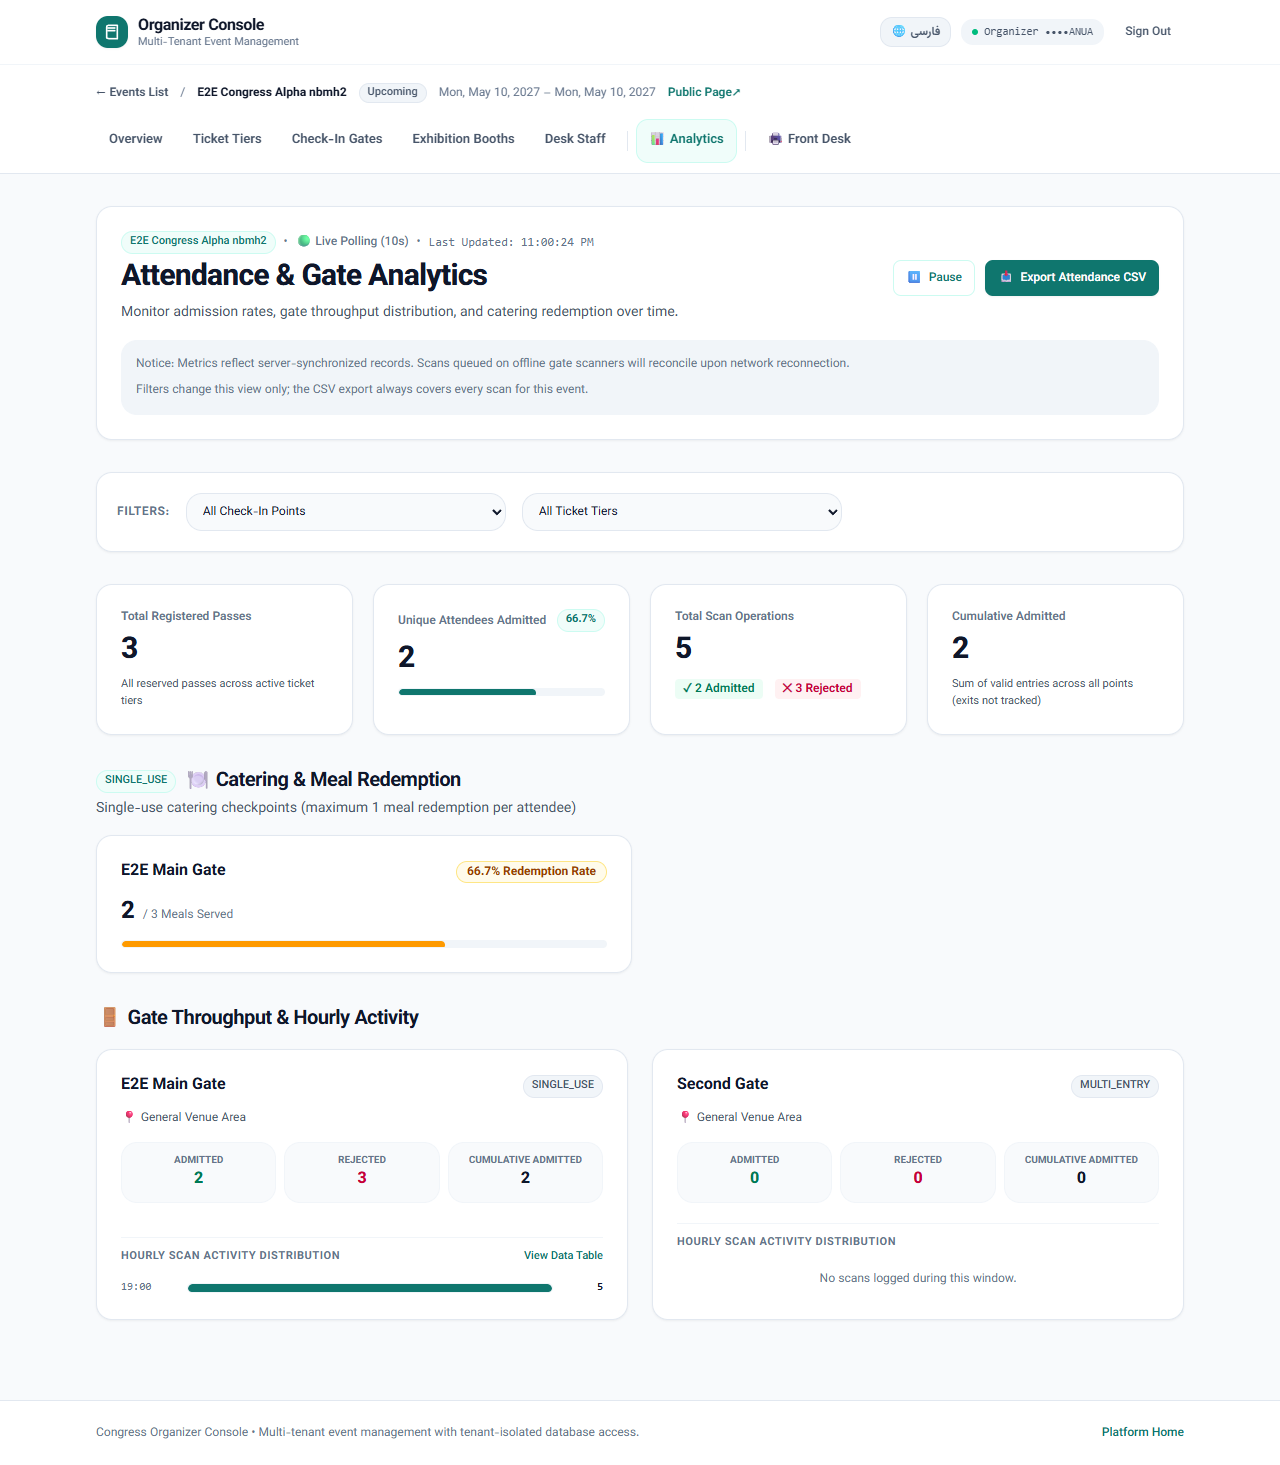 Organizer Console
Multi-Tenant Event Management
🌐 فارسی
Organizer ••••ANUA
Sign Out
← Events List / E2E Congress Alpha nbmh2 Upcoming Mon, May 10, 2027 – Mon, May 10, 2027 Public Page↗
Overview Ticket Tiers Check-In Gates Exhibition Booths Desk Staff 📊 Analytics 🖨️ Front Desk
E2E Congress Alpha nbmh2 • 🟢 Live Polling (10s) • Last Updated: 11:00:24 PM
Attendance & Gate Analytics
Monitor admission rates, gate throughput distribution, and catering redemption over time.
⏸️ Pause
Export Attendance CSV
Notice: Metrics reflect server-synchronized records. Scans queued on offline gate scanners will reconcile upon network reconnection.
Filters change this view only; the CSV export always covers every scan for this event.
FILTERS: All Check-In Points All Ticket Tiers
Total Registered Passes
3
All reserved passes across active ticket
tiers
Unique Attendees Admitted 66.7%
2
Total Scan Operations
5
✓ 2 Admitted ✕ 3 Rejected
Cumulative Admitted
2
Sum of valid entries across all points
(exits not tracked)
SINGLE_USE 🍽️ Catering & Meal Redemption
Single-use catering checkpoints (maximum 1 meal redemption per attendee)
E2E Main Gate 66.7% Redemption Rate
2 / 3 Meals Served
🚪 Gate Throughput & Hourly Activity
E2E Main Gate SINGLE_USE
📍 General Venue Area
ADMITTED REJECTED CUMULATIVE ADMITTED
2 3 2
HOURLY SCAN ACTIVITY DISTRIBUTION View Data Table
19:00 5
Second Gate MULTI_ENTRY
📍 General Venue Area
ADMITTED REJECTED CUMULATIVE ADMITTED
0 0 0
HOURLY SCAN ACTIVITY DISTRIBUTION
No scans logged during this window.
Congress Organizer Console • Multi-tenant event management with tenant-isolated database access.
Platform Home